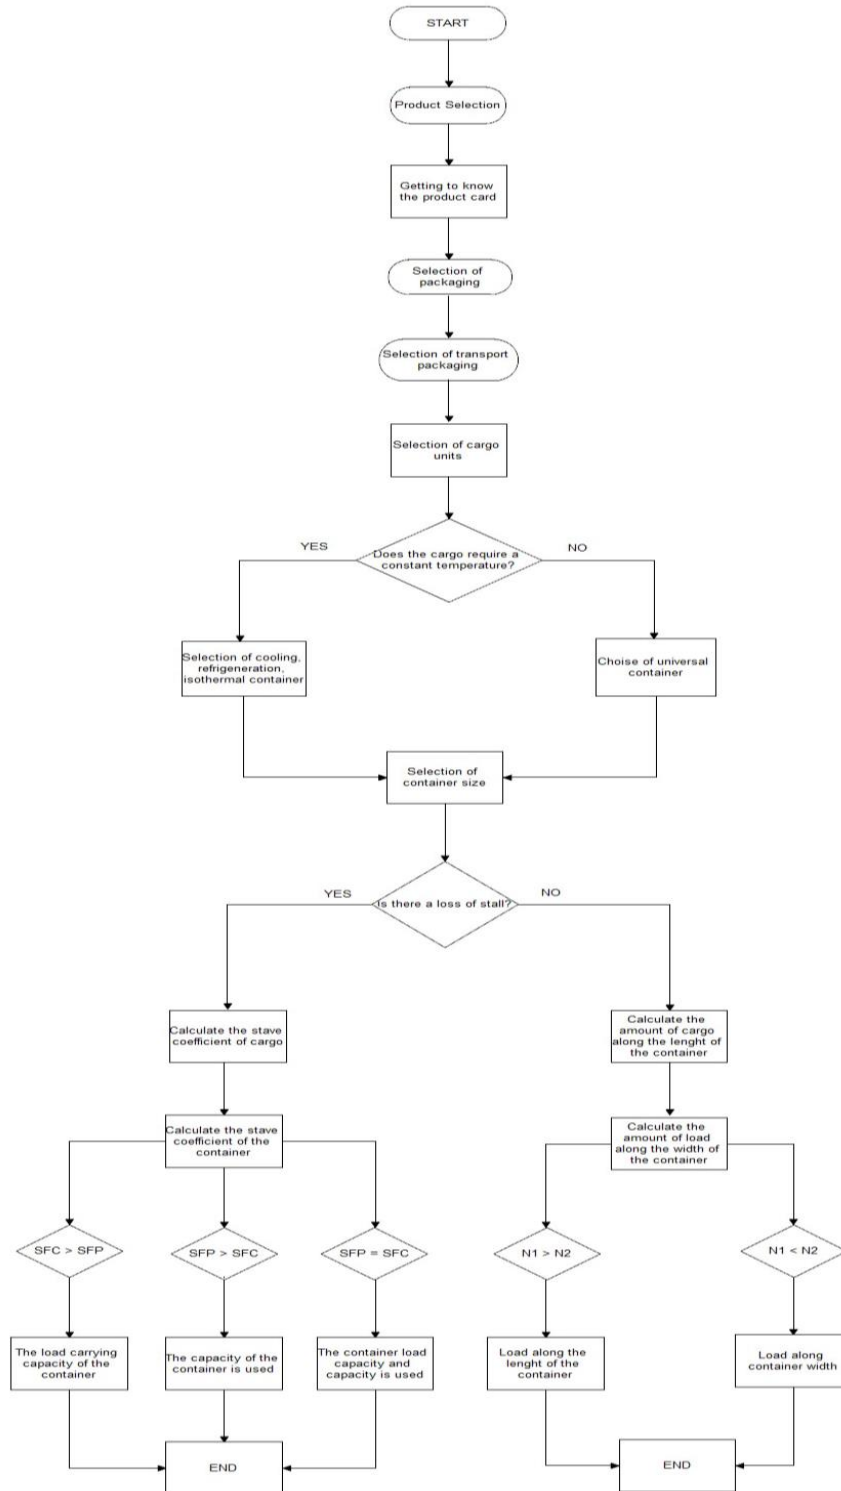 START
Product Selection
Getting to know
the product card
Selection of
packaging
Selection of transport
packaging
Selection of cargo
units
YES
Does the cargo require a
constant temperature?
NO
Selection of cooling,
refrigeneration,
isothermal container
Choise of universal
container
Selection of
container size
YES
Is there a loss of stall?
NO
Calculate the stave
coefficient of cargo
Calculate the
amount of cargo
along the lenght of
the container
Calculate the stave
coefficient of the
container
Calculate the
amount of load
along the width of
the container
SFC > SFP
SFP > SFC
SFP = SFC
N1 > N2
N1 < N2
The load carrying
capacity of the
container
The capacity of the
container is used
The container load
capacity and
capacity is used
Load along the
lenght of the
container
Load along
container width
END
END